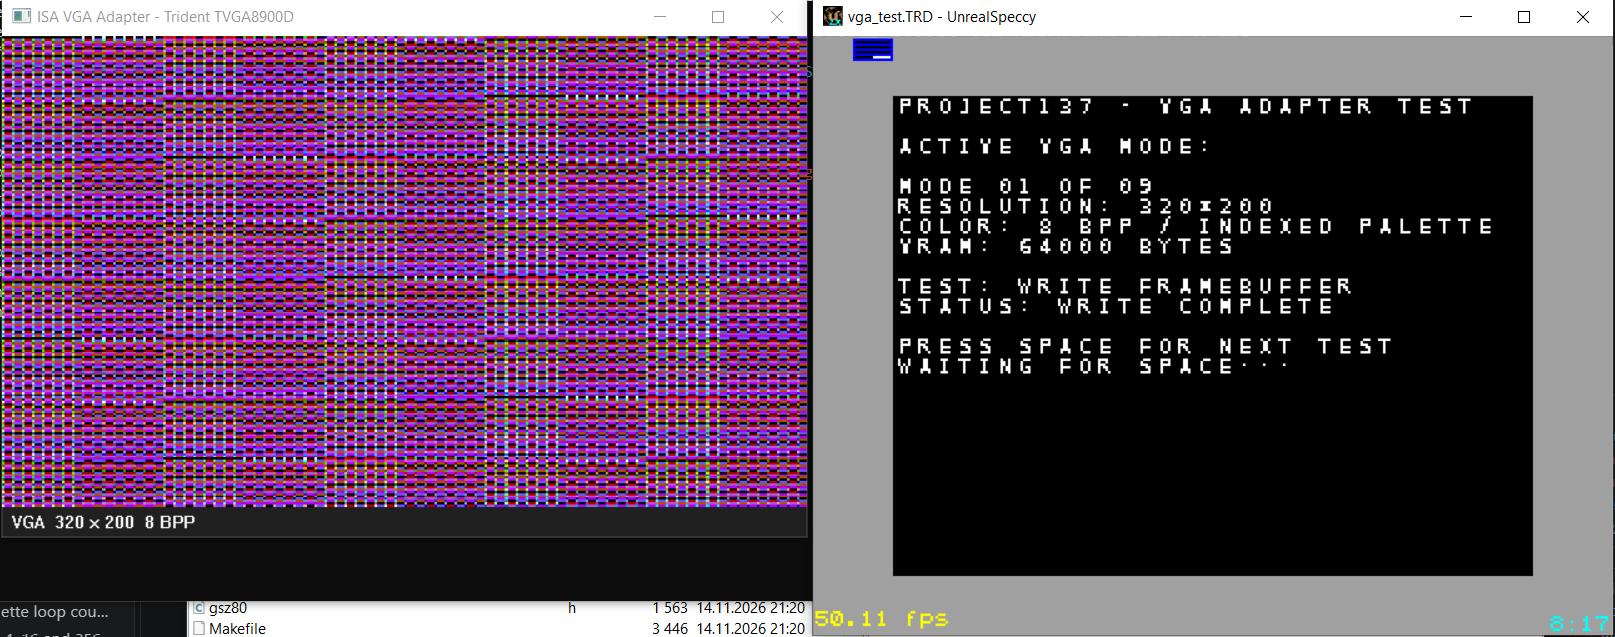 ISA VGA Adapter - Trident TVGA8900D
VGA 320 x 200 8 BPP
ette loop cou...
gsz80 h 1 563 14.11.2026 21:20
Makefile 3 446 14.11.2026 21:20
vga_test.TRD - UnrealSpeccy
PROJECT137 - VGA ADAPTER TEST
ACTIVE VGA MODE:
MODE 01 OF 09
RESOLUTION: 320x200
COLOR: 8 BPP / INDEXED PALETTE
VRAM: 64000 BYTES
TEST: WRITE FRAMEBUFFER
STATUS: WRITE COMPLETE
PRESS SPACE FOR NEXT TEST
WAITING FOR SPACE...
50.11 fps
8:17